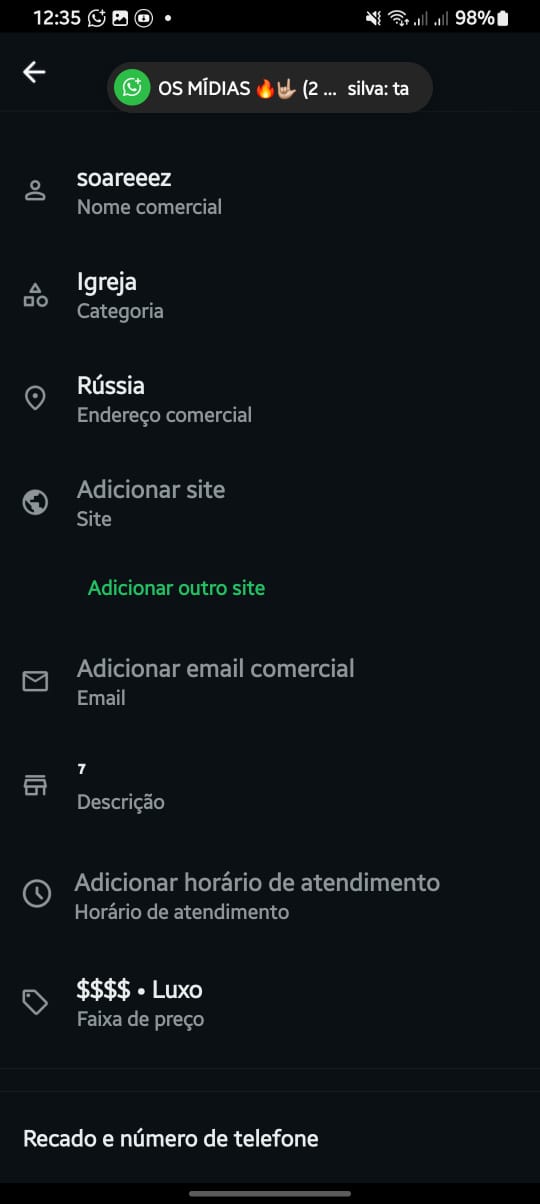 12:35 98%
OS MÍDIAS 🔥🤟🏼 (2 ... silva: ta
soareeez
Nome comercial
Igreja
Categoria
Rússia
Endereço comercial
Adicionar site
Site
Adicionar outro site
Adicionar email comercial
Email
⁷
Descrição
Adicionar horário de atendimento
Horário de atendimento
$$$$ • Luxo
Faixa de preço
Recado e número de telefone